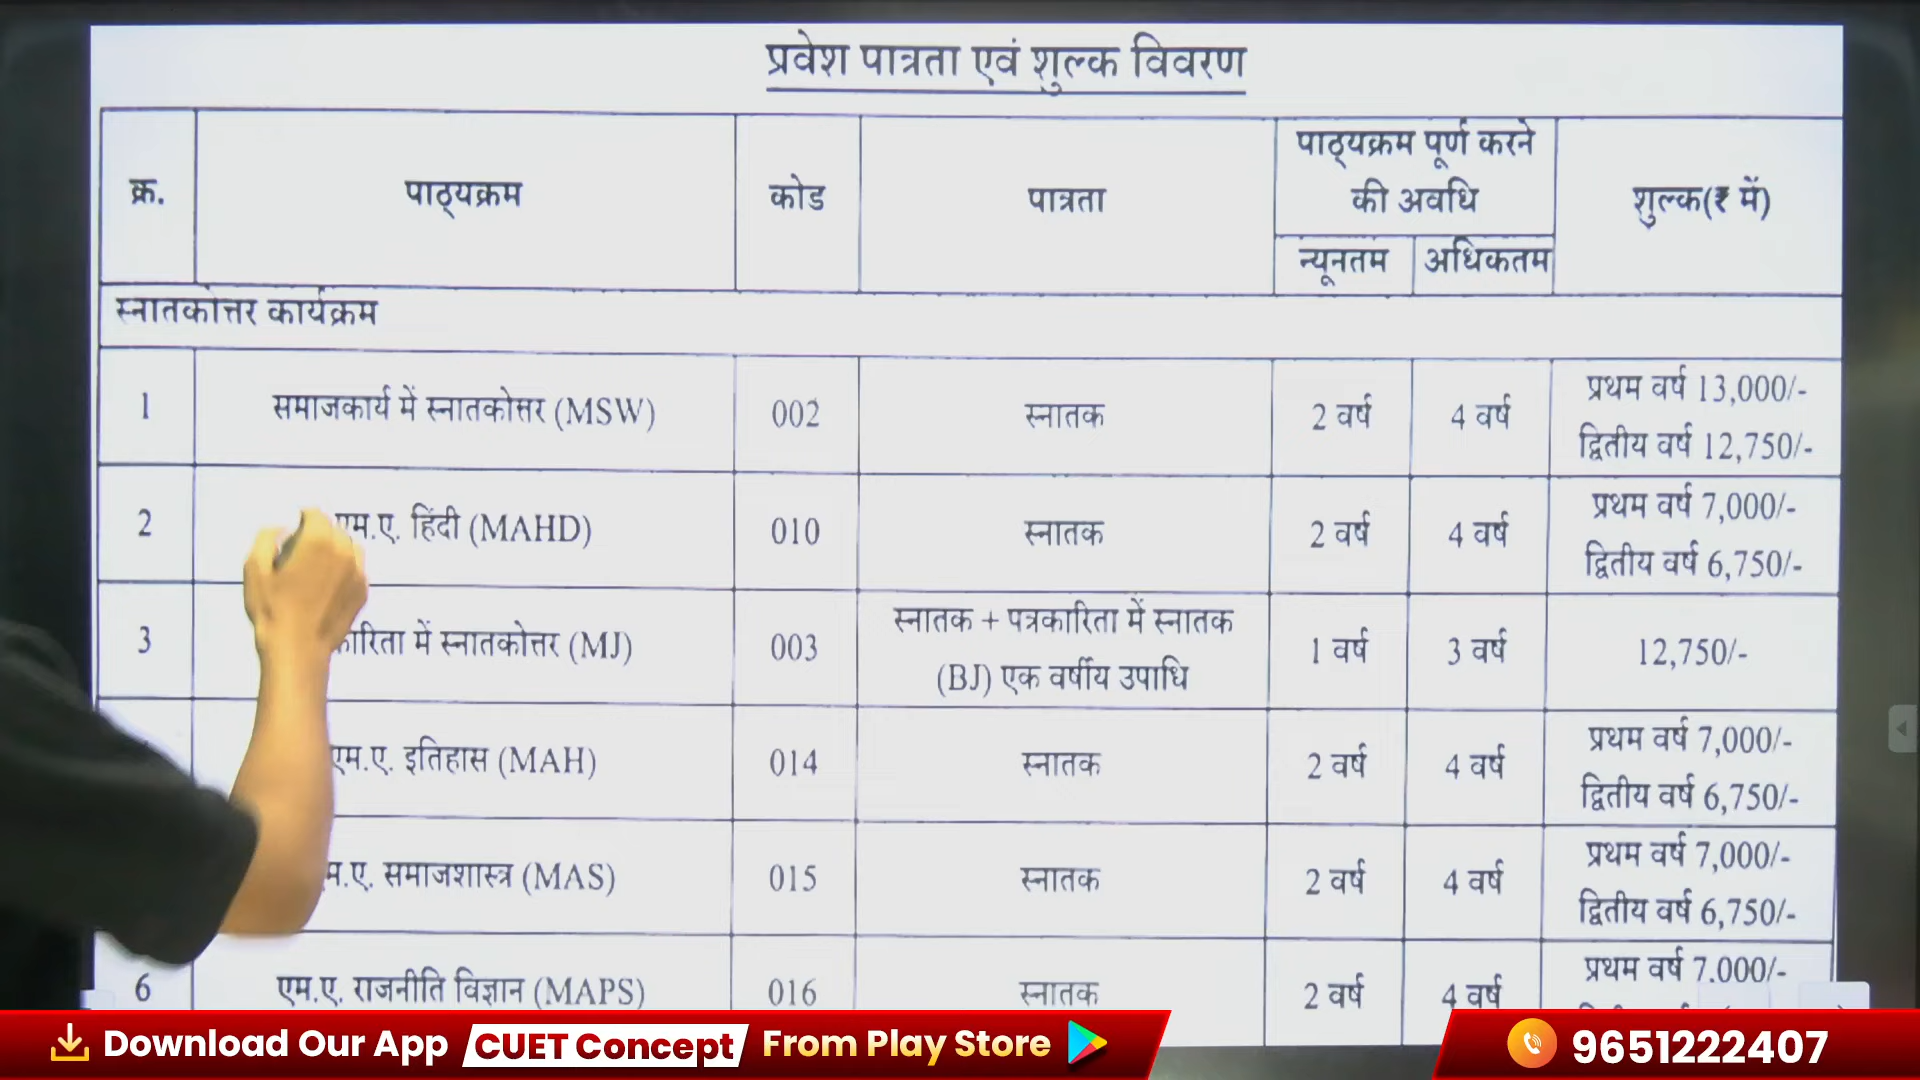 प्रवेश पात्रता एवं शुल्क विवरण
क्र. पाठ्यक्रम कोड पात्रता पाठ्यक्रम पूर्ण करने की अवधि शुल्क(₹ में)
न्यूनतम अधिकतम
स्नातकोत्तर कार्यक्रम
1 समाजकार्य में स्नातकोत्तर (MSW) 002 स्नातक 2 वर्ष 4 वर्ष प्रथम वर्ष 13,000/-
द्वितीय वर्ष 12,750/-
2 एम.ए. हिंदी (MAHD) 010 स्नातक 2 वर्ष 4 वर्ष प्रथम वर्ष 7,000/-
द्वितीय वर्ष 6,750/-
3 में स्नातकोत्तर (MJ) 003 स्नातक + पत्रकारिता में स्नातक 1 वर्ष 3 वर्ष 12,750/-
(BJ) एक वर्षीय उपाधि
एम.ए. इतिहास (MAH) 014 स्नातक 2 वर्ष 4 वर्ष प्रथम वर्ष 7,000/-
द्वितीय वर्ष 6,750/-
समाजशास्त्र (MAS) 015 स्नातक 2 वर्ष 4 वर्ष प्रथम वर्ष 7,000/-
द्वितीय वर्ष 6,750/-
6 एम.ए. राजनीति विज्ञान (MAPS) 016 स्नातक 2 वर्ष 4 वर्ष प्रथम वर्ष 7.000/-
Download Our App CUET Concept From Play Store
9651222407